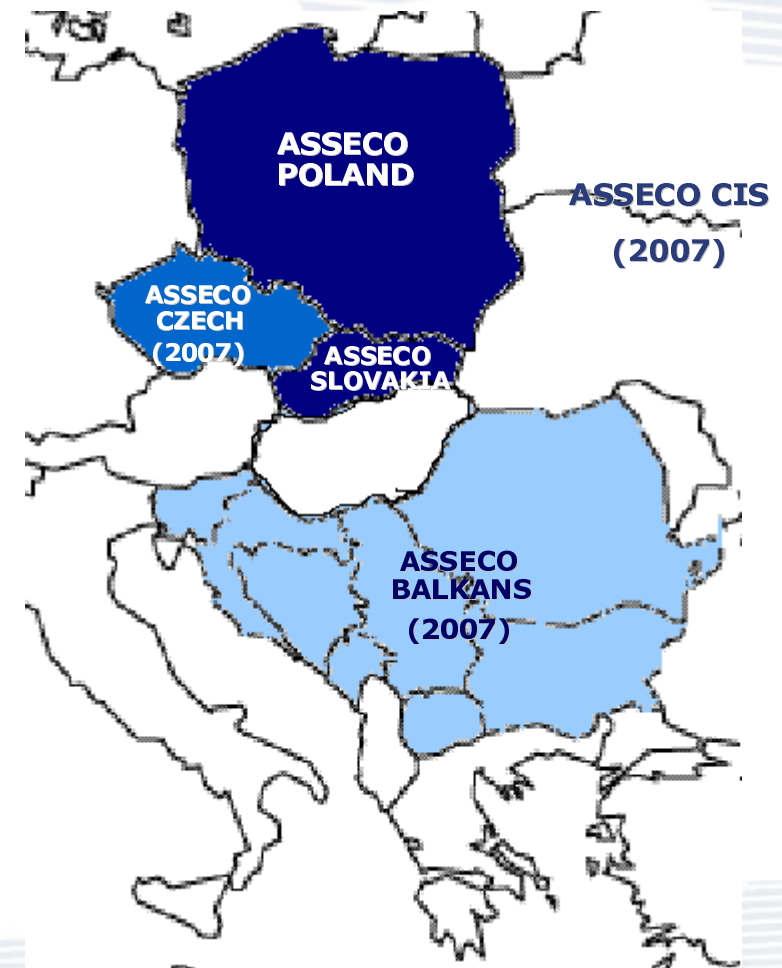 ASSECO
POLAND
ASSECO CIS
(2007)
ASSECO
CZECH
(2007)
ASSECO
SLOVAKIA
ASSECO
BALKANS
(2007)